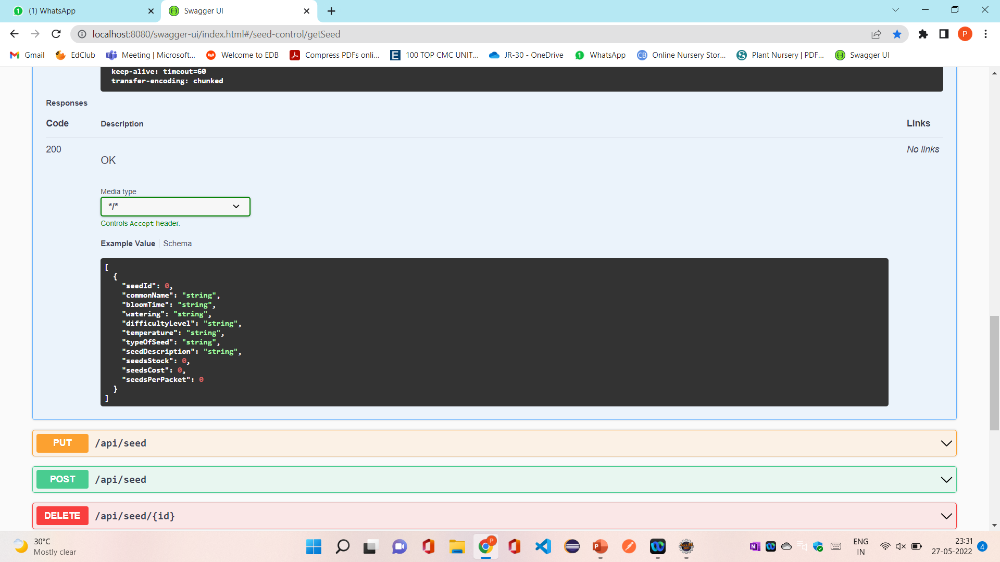 (1) WhatsApp
Swagger UI
localhost:8080/swagger-ui/index.html#/seed-control/getSeed
P
Gmail
EdClub
Meeting | Microsoft...
Welcome to EDB
Compress PDFs onli...
100 TOP CMC UNIT...
JR-30 - OneDrive
WhatsApp
Online Nursery Stor...
Plant Nursery | PDF...
Swagger UI
keep-alive: timeout=60
transfer-encoding: chunked
Responses
Code Description Links
200 OK No links
Media type
*/*
Controls Accept header.
Example Value Schema
[
{
"seedId": 0,
"commonName": "string",
"bloomTime": "string",
"watering": "string",
"difficultyLevel": "string",
"temperature": "string",
"typeOfSeed": "string",
"seedDescription": "string",
"seedsStock": 0,
"seedsCost": 0,
"seedsPerPacket": 0
}
]
PUT /api/seed
POST /api/seed
DELETE /api/seed/{id}
30°C
Mostly clear
ENG
IN
23:31
27-05-2022
4